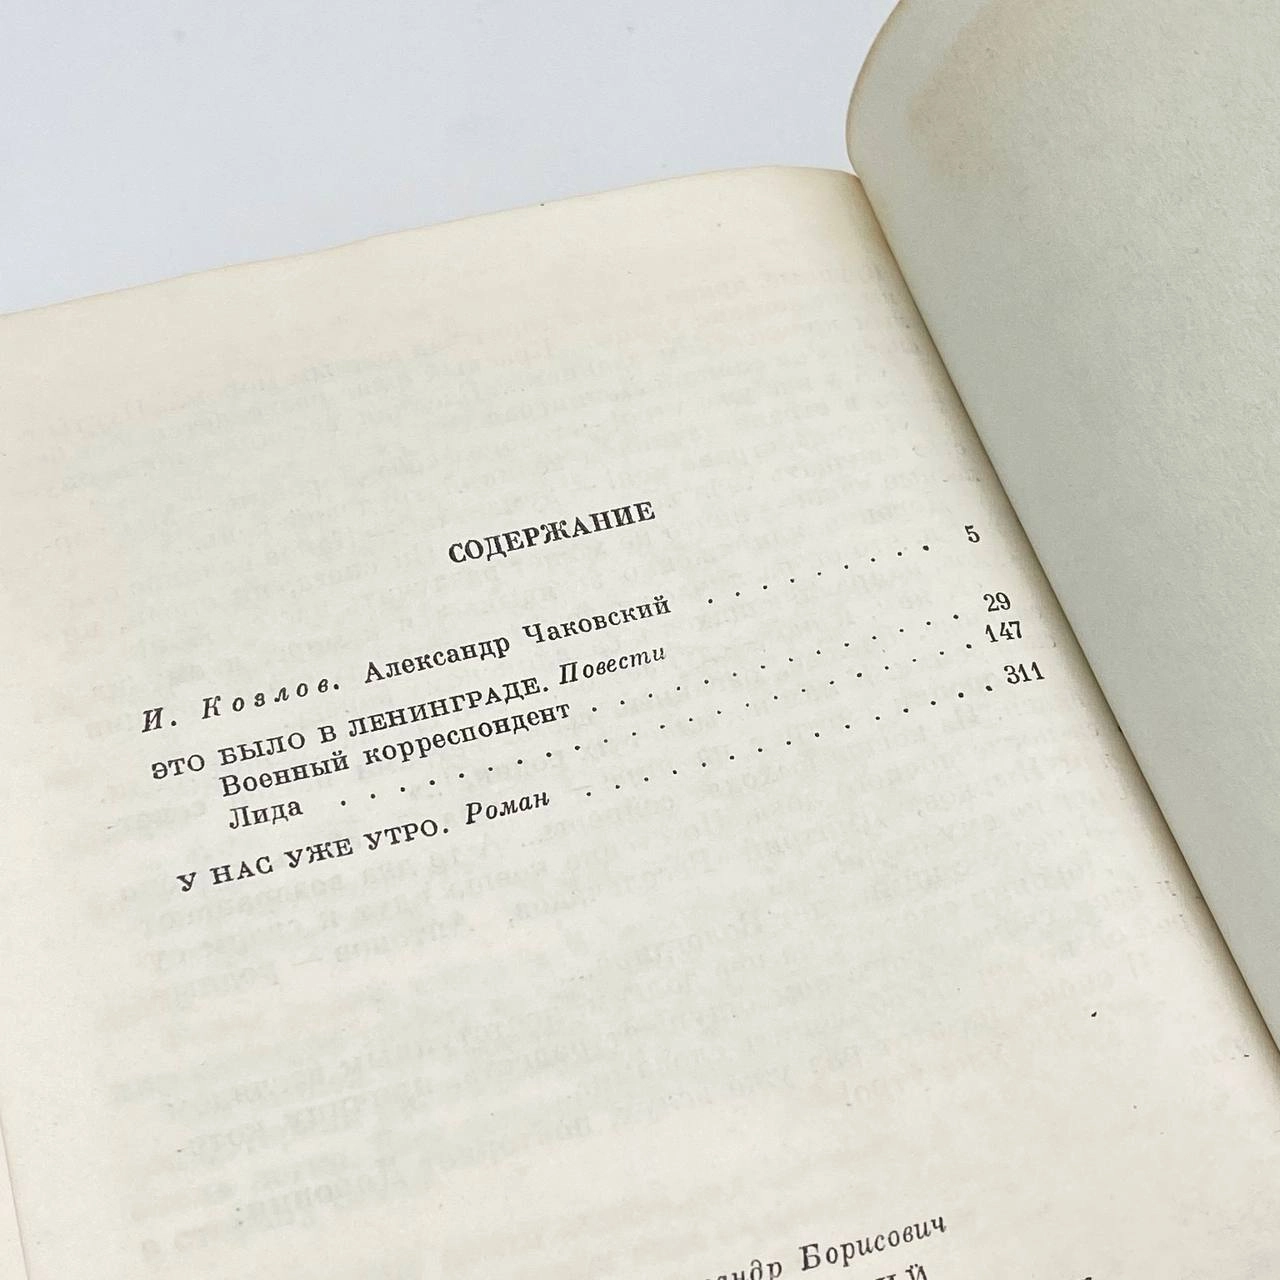 СОДЕРЖАНИЕ
И. Козлов. Александр Чаковский . . . . . . . . . 5
ЭТО БЫЛО В ЛЕНИНГРАДЕ. Повести
Военный корреспондент . . . . . . . . . . . . . . 29
Лида . . . . . . . . . . . . . . . . . . . . . . . 147
У НАС УЖЕ УТРО. Роман . . . . . . . . . . . . . . . 311
Борисович